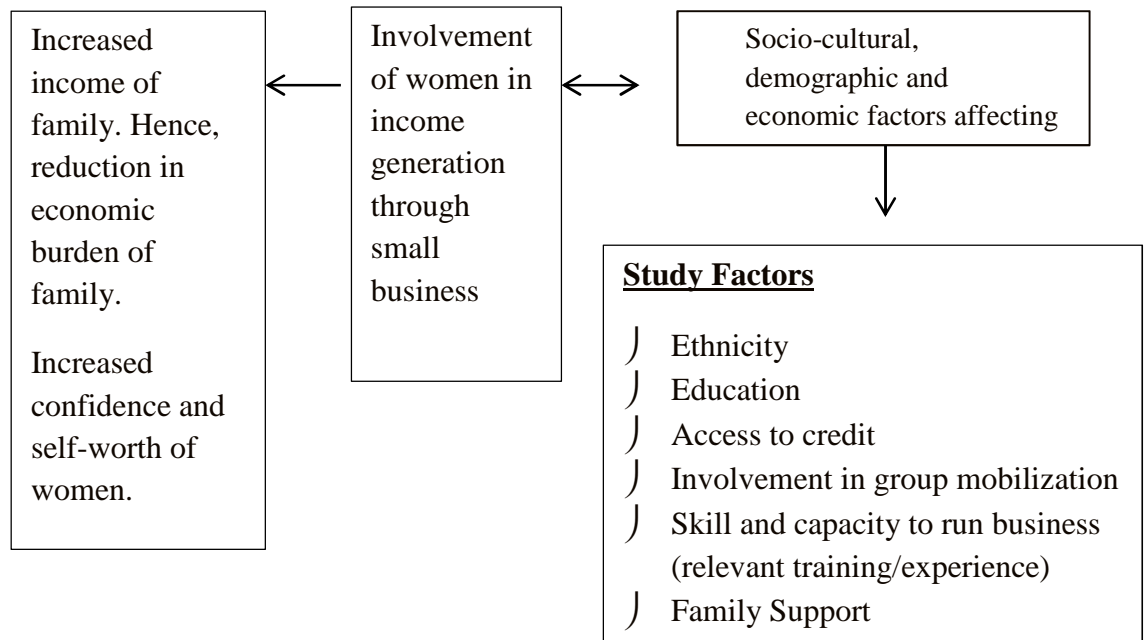 Increased
income of
family. Hence,
reduction in
economic
burden of
family.
Increased
confidence and
self-worth of
women.
Involvement
of women in
income
generation
through
small
business
Socio-cultural,
demographic and
economic factors affecting
Study Factors
Ethnicity
Education
Access to credit
Involvement in group mobilization
Skill and capacity to run business
(relevant training/experience)
Family Support